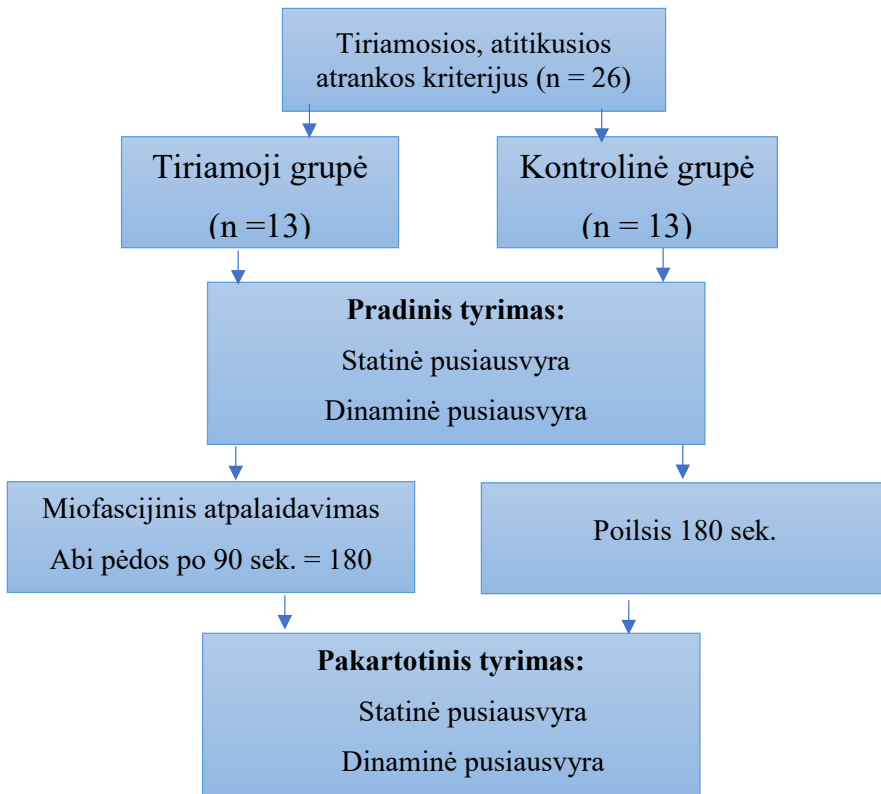 Tiriamosios, atitikusios
atrankos kriterijus (n = 26)
Tiriamoji grupė
(n =13)
Kontrolinė grupė
(n = 13)
Pradinis tyrimas:
Statinė pusiausvyra
Dinaminė pusiausvyra
Miofascijinis atpalaidavimas
Abi pėdos po 90 sek. = 180
Poilsis 180 sek.
Pakartotinis tyrimas:
Statinė pusiausvyra
Dinaminė pusiausvyra